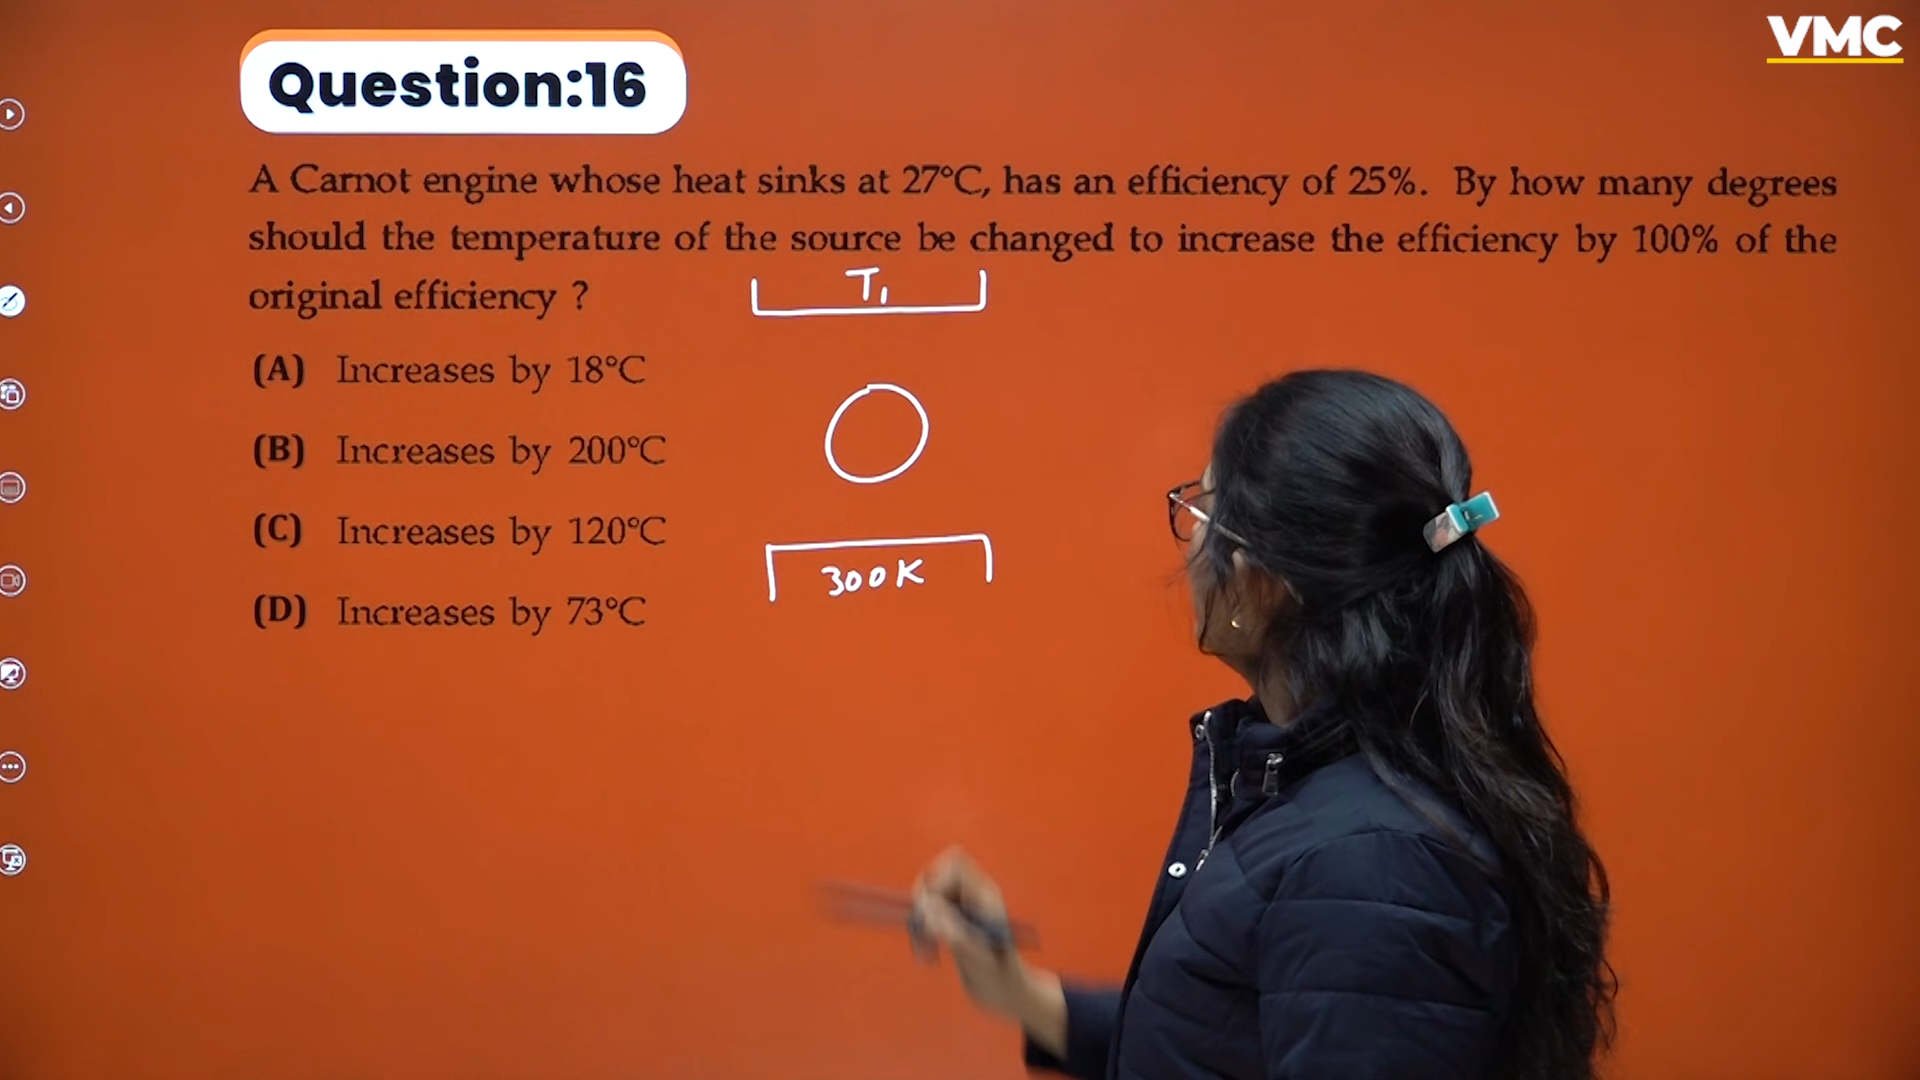 VMC
Question:16
A Carnot engine whose heat sinks at 27°C, has an efficiency of 25%. By how many degrees
should the temperature of the source be changed to increase the efficiency by 100% of the
original efficiency ?
T₁
(A) Increases by 18°C
(B) Increases by 200°C
(C) Increases by 120°C
300K
(D) Increases by 73°C